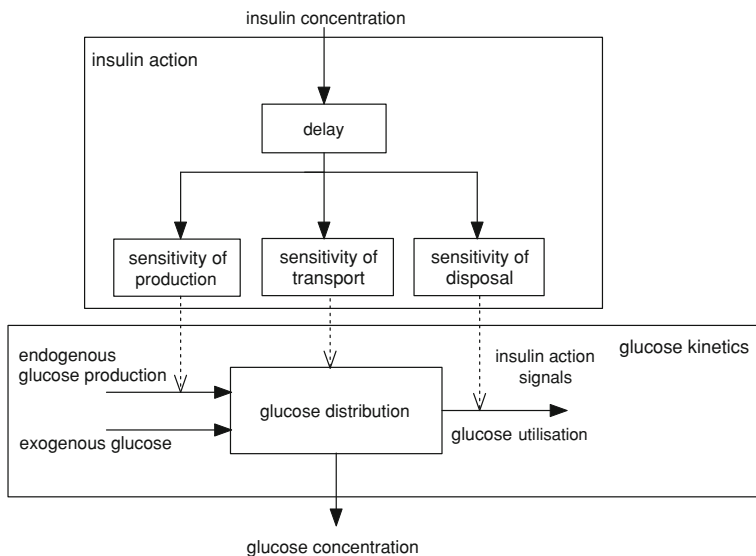 insulin concentration
insulin action
delay
sensitivity of
production
sensitivity of
transport
sensitivity of
disposal
glucose kinetics
endogenous
glucose production
exogenous glucose
glucose distribution
insulin action
signals
glucose utilisation
glucose concentration